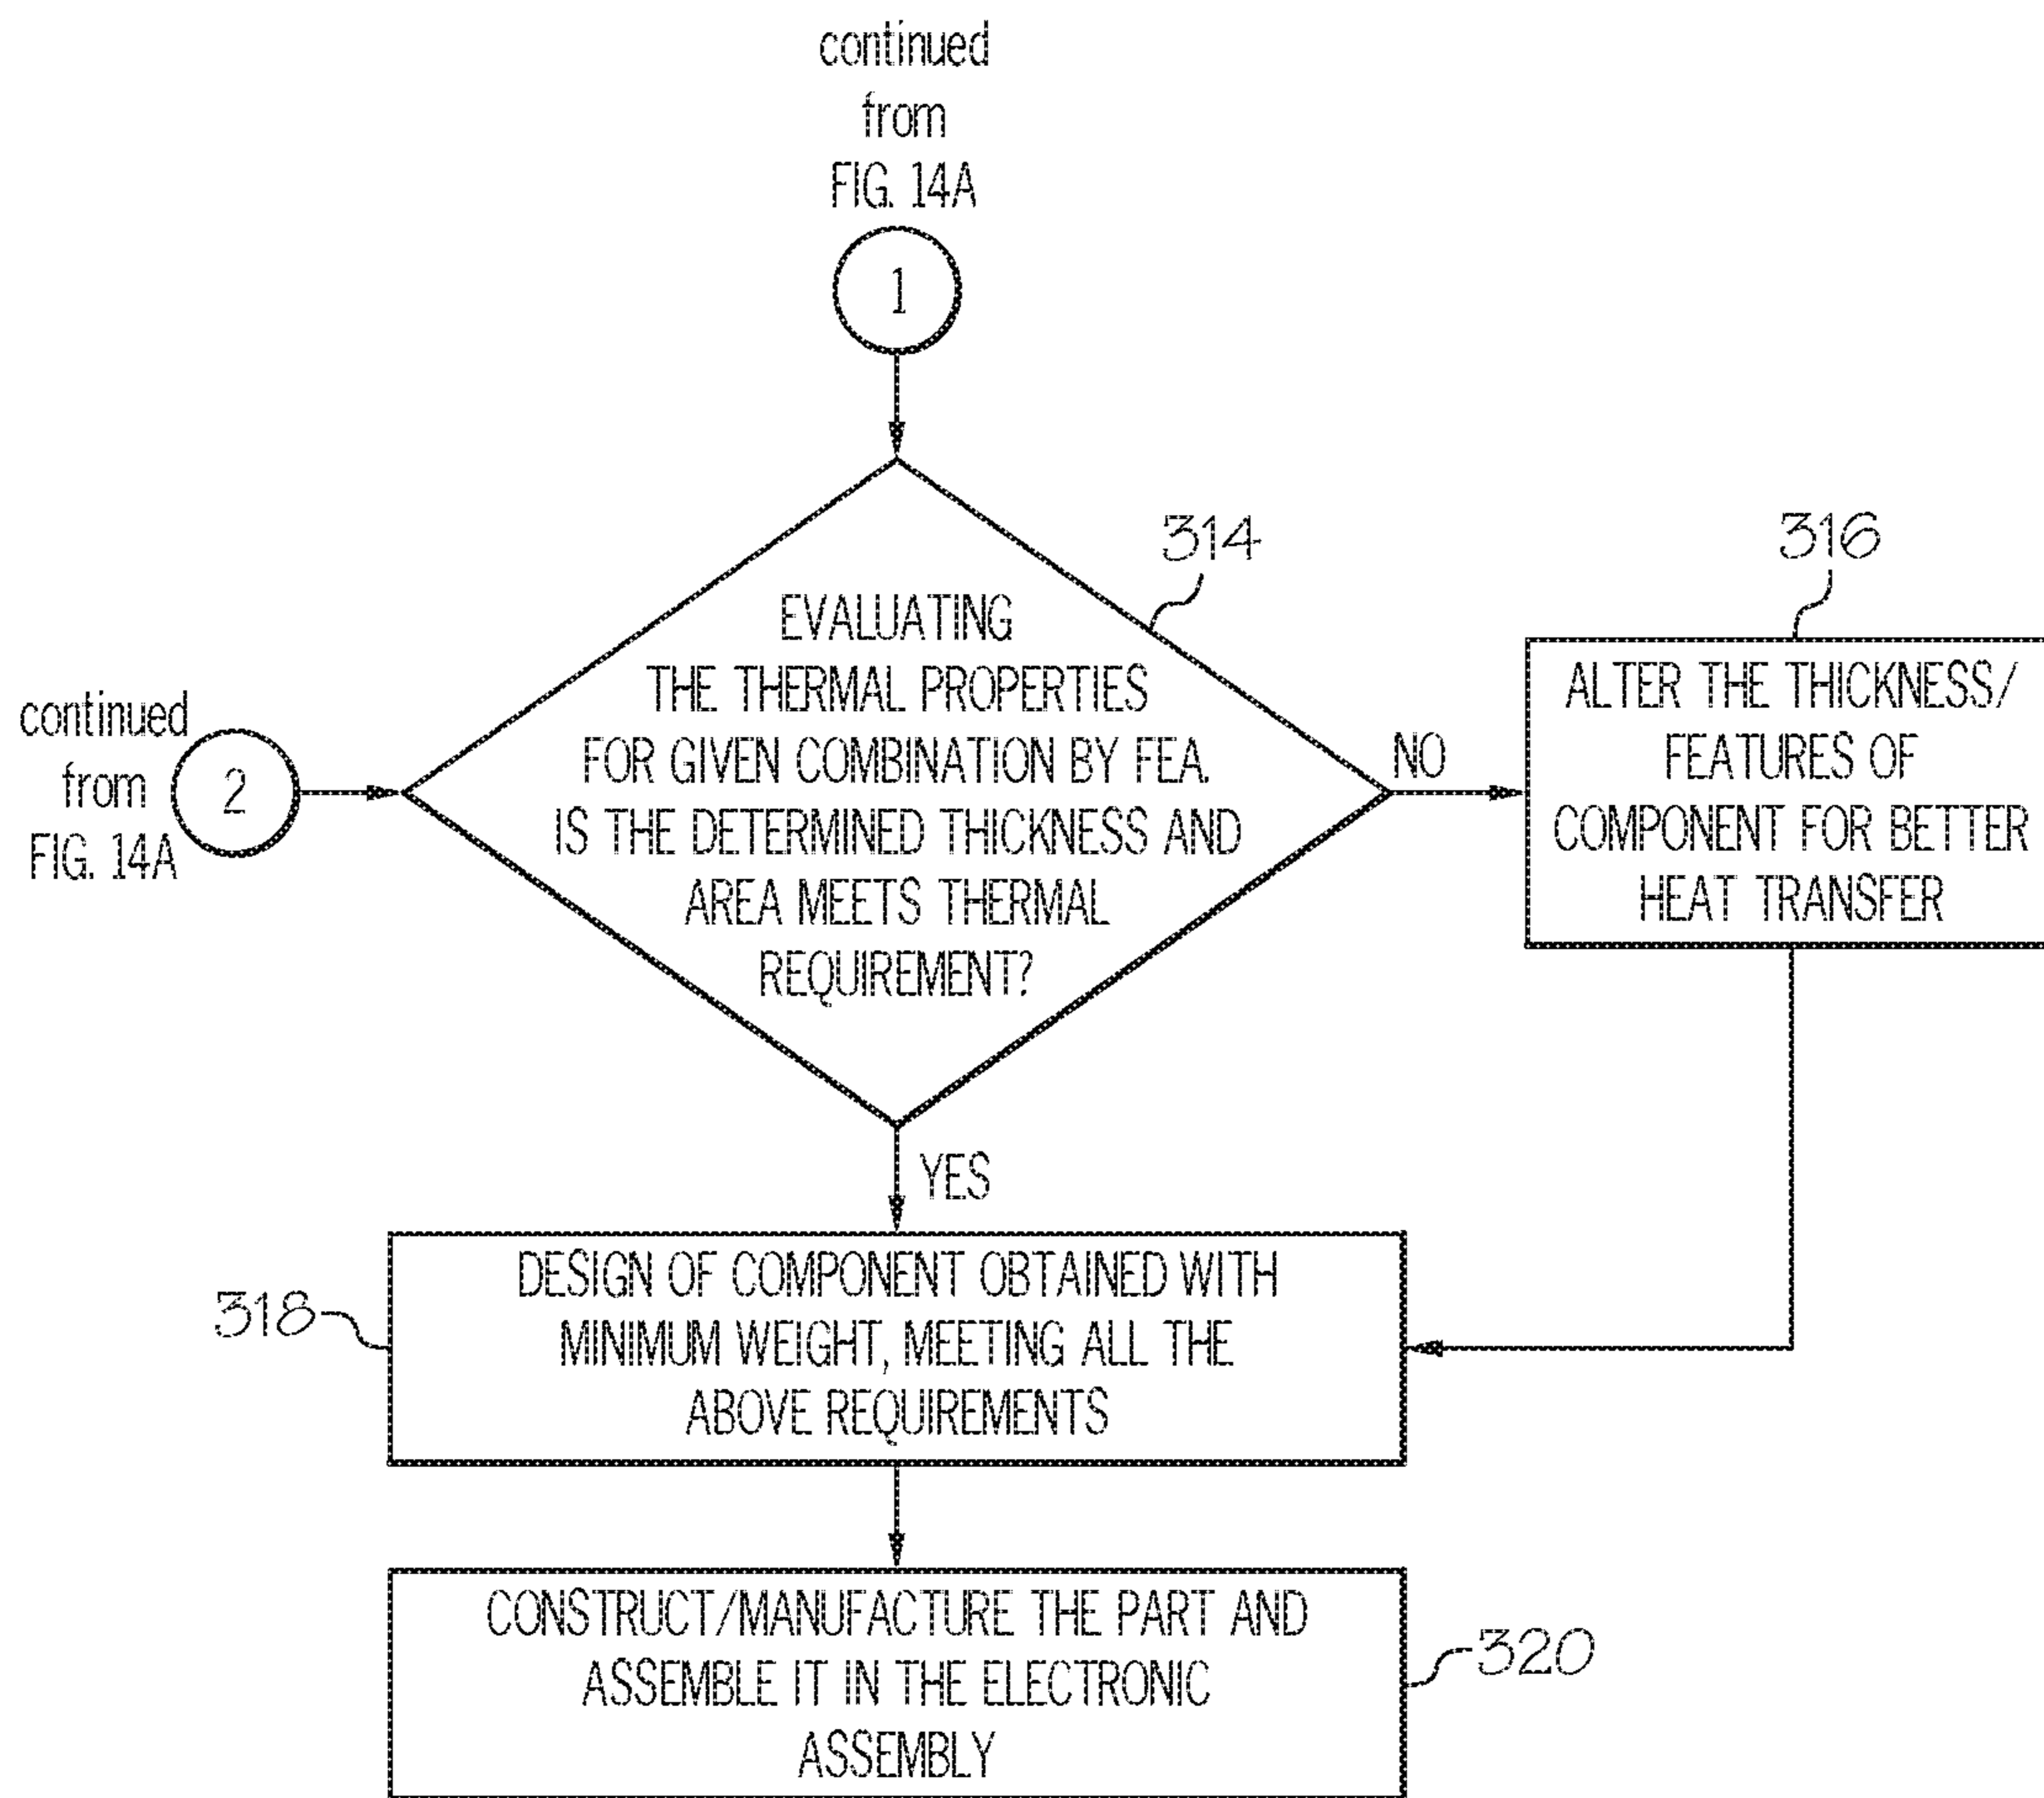 continued
from
FIG. 14A
1
314
316
EVALUATING
THE THERMAL PROPERTIES
FOR GIVEN COMBINATION BY FEA.
IS THE DETERMINED THICKNESS AND
AREA MEETS THERMAL
REQUIREMENT?
continued
from
FIG. 14A
2
NO
ALTER THE THICKNESS/
FEATURES OF
COMPONENT FOR BETTER
HEAT TRANSFER
YES
318
DESIGN OF COMPONENT OBTAINED WITH
MINIMUM WEIGHT, MEETING ALL THE
ABOVE REQUIREMENTS
CONSTRUCT/MANUFACTURE THE PART AND
ASSEMBLE IT IN THE ELECTRONIC
ASSEMBLY
320